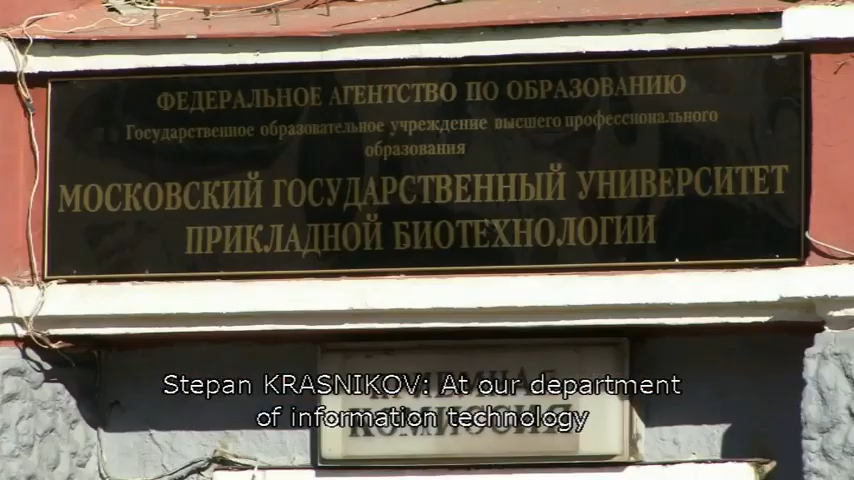 ФЕДЕРАЛЬНОЕ АГЕНТСТВО ПО ОБРАЗОВАНИЮ
Государственное образовательное учреждение высшего профессионального
образования
МОСКОВСКИЙ ГОСУДАРСТВЕННЫЙ УНИВЕРСИТЕТ
ПРИКЛАДНОЙ БИОТЕХНОЛОГИИ
Stepan KRASNIKOV: At our department
of information technology